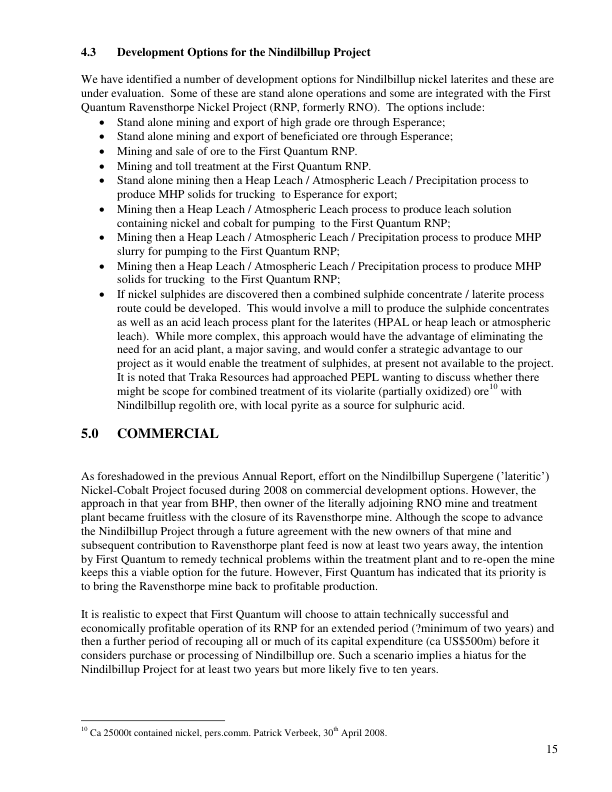 4.3 Development Options for the Nindilbillup Project
We have identified a number of development options for Nindilbillup nickel laterites and these are
under evaluation. Some of these are stand alone operations and some are integrated with the First
Quantum Ravensthorpe Nickel Project (RNP, formerly RNO). The options include:
• Stand alone mining and export of high grade ore through Esperance;
• Stand alone mining and export of beneficiated ore through Esperance;
• Mining and sale of ore to the First Quantum RNP.
• Mining and toll treatment at the First Quantum RNP.
• Stand alone mining then a Heap Leach / Atmospheric Leach / Precipitation process to
produce MHP solids for trucking to Esperance for export;
• Mining then a Heap Leach / Atmospheric Leach process to produce leach solution
containing nickel and cobalt for pumping to the First Quantum RNP;
• Mining then a Heap Leach / Atmospheric Leach / Precipitation process to produce MHP
slurry for pumping to the First Quantum RNP;
• Mining then a Heap Leach / Atmospheric Leach / Precipitation process to produce MHP
solids for trucking to the First Quantum RNP;
• If nickel sulphides are discovered then a combined sulphide concentrate / laterite process
route could be developed. This would involve a mill to produce the sulphide concentrates
as well as an acid leach process plant for the laterites (HPAL or heap leach or atmospheric
leach). While more complex, this approach would have the advantage of eliminating the
need for an acid plant, a major saving, and would confer a strategic advantage to our
project as it would enable the treatment of sulphides, at present not available to the project.
It is noted that Traka Resources had approached PEPL wanting to discuss whether there
might be scope for combined treatment of its violarite (partially oxidized) ore10 with
Nindilbillup regolith ore, with local pyrite as a source for sulphuric acid.
5.0 COMMERCIAL
As foreshadowed in the previous Annual Report, effort on the Nindilbillup Supergene ('lateritic')
Nickel-Cobalt Project focused during 2008 on commercial development options. However, the
approach in that year from BHP, then owner of the literally adjoining RNO mine and treatment
plant became fruitless with the closure of its Ravensthorpe mine. Although the scope to advance
the Nindilbillup Project through a future agreement with the new owners of that mine and
subsequent contribution to Ravensthorpe plant feed is now at least two years away, the intention
by First Quantum to remedy technical problems within the treatment plant and to re-open the mine
keeps this a viable option for the future. However, First Quantum has indicated that its priority is
to bring the Ravensthorpe mine back to profitable production.
It is realistic to expect that First Quantum will choose to attain technically successful and
economically profitable operation of its RNP for an extended period (?minimum of two years) and
then a further period of recouping all or much of its capital expenditure (ca US$500m) before it
considers purchase or processing of Nindilbillup ore. Such a scenario implies a hiatus for the
Nindilbillup Project for at least two years but more likely five to ten years.
10 Ca 25000t contained nickel, pers.comm. Patrick Verbeek, 30th April 2008.
15